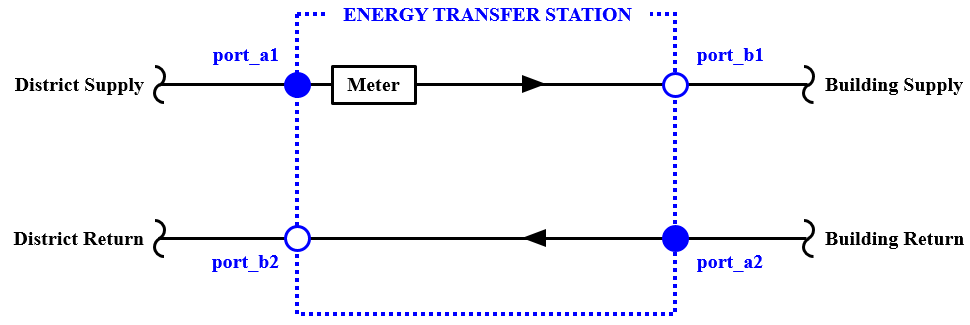 ENERGY TRANSFER STATION
port_a1
port_b1
District Supply
Meter
Building Supply
District Return
Building Return
port_b2
port_a2